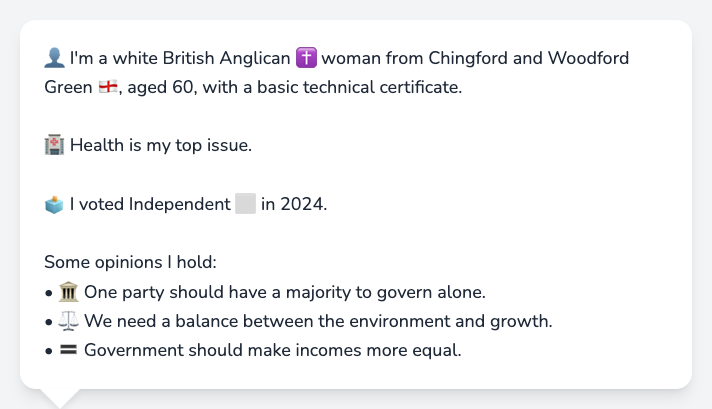 👤 I'm a white British Anglican ✝️ woman from Chingford and Woodford
Green 🏴󠁧󠁢󠁥󠁮󠁧󠁿, aged 60, with a basic technical certificate.
🏥 Health is my top issue.
🗳️ I voted Independent ⬜ in 2024.
Some opinions I hold:
• 🏛️ One party should have a majority to govern alone.
• ⚖️ We need a balance between the environment and growth.
• 🟰 Government should make incomes more equal.